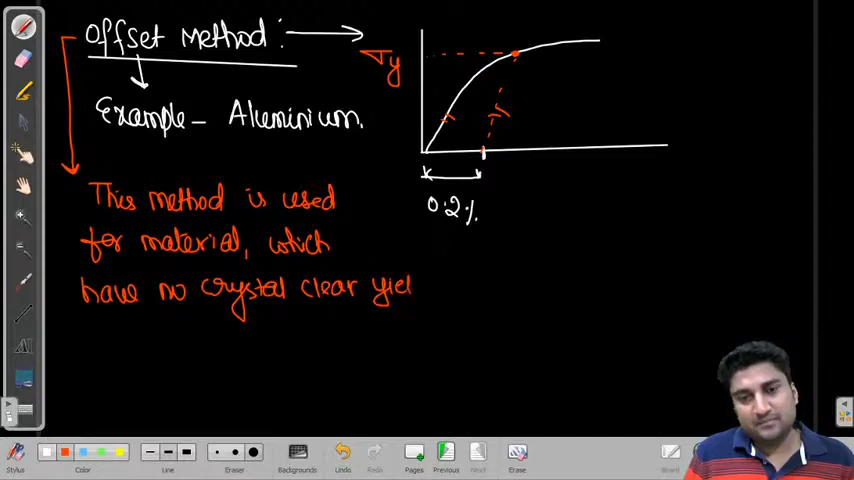 Offset Method :
σy
Example - Aluminium.
This method is used
for material, which
have no crystal clear yiel
0.2%
Stylus
Color
Line
Eraser
Backgrounds
Undo
Redo
Pages
Previous
Next
Erase
Board